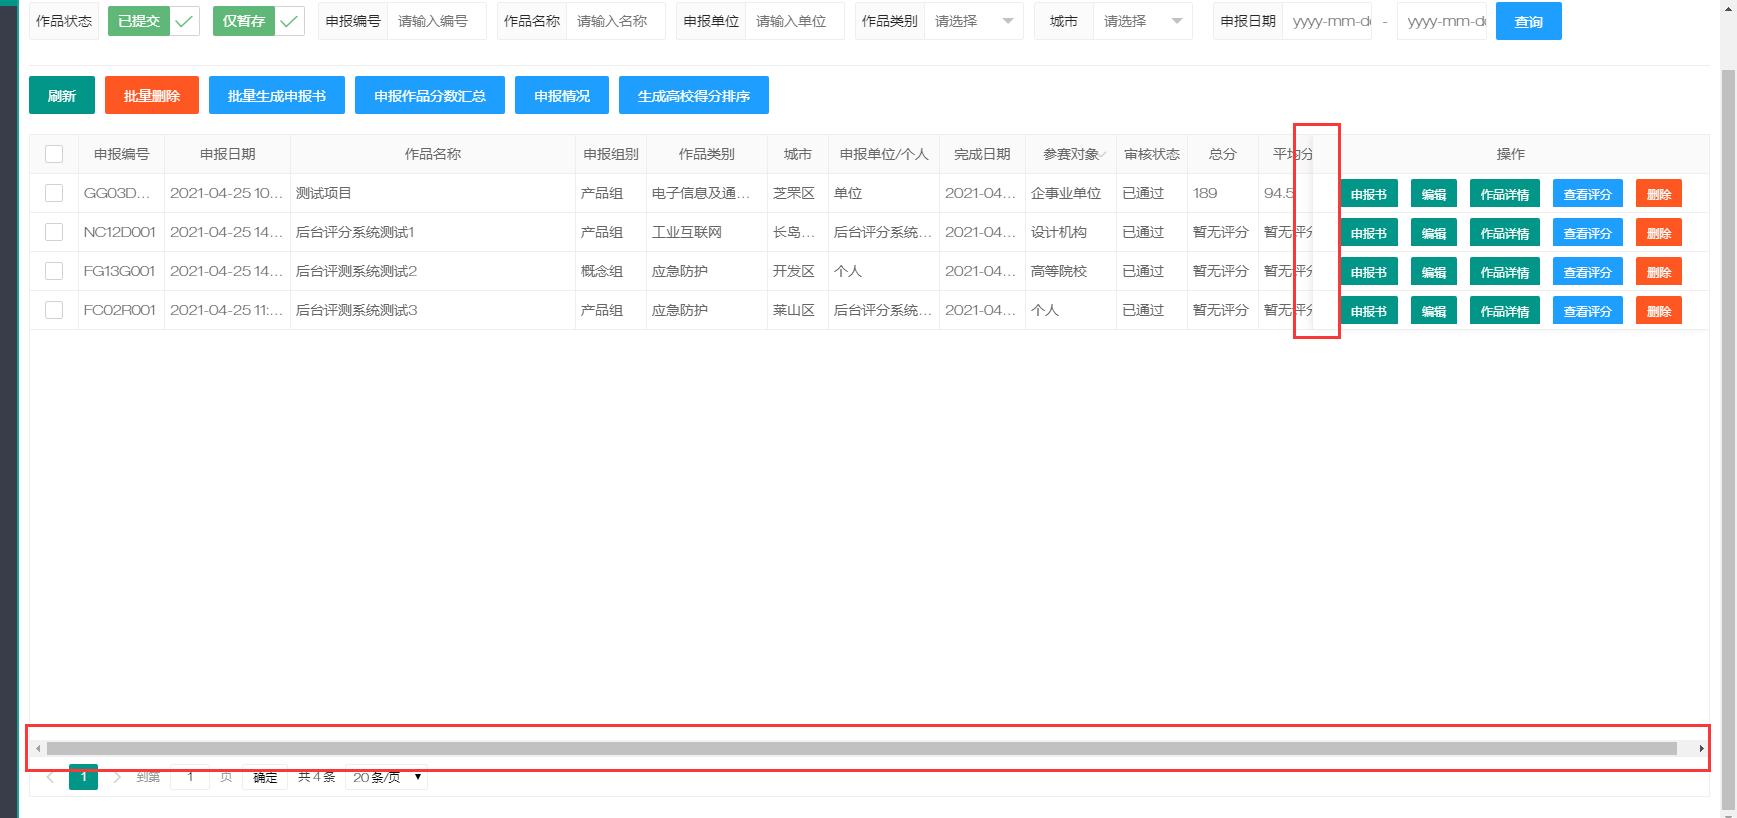 作品状态 已提交 仅暂存 申报编号 请输入编号 作品名称 请输入名称 申报单位 请输入单位 作品类别 请选择 城市 请选择 申报日期 yyyy-mm-dd - yyyy-mm-dd 查询
刷新 批量删除 批量生成申报书 申报作品分数汇总 申报情况 生成高校得分排序
申报编号 申报日期 作品名称 申报组别 作品类别 城市 申报单位/个人 完成日期 参赛对象 审核状态 总分 平均分 操作
GG03D... 2021-04-25 10... 测试项目 产品组 电子信息及通... 芝罘区 单位 2021-04... 企事业单位 已通过 189 94.5 申报书 编辑 作品详情 查看评分 删除
NC12D001 2021-04-25 14... 后台评分系统测试1 产品组 工业互联网 长岛... 后台评分系统... 2021-04... 设计机构 已通过 暂无评分 暂无评分 申报书 编辑 作品详情 查看评分 删除
FG13G001 2021-04-25 14... 后台评测系统测试2 概念组 应急防护 开发区 个人 2021-04... 高等院校 已通过 暂无评分 暂无评分 申报书 编辑 作品详情 查看评分 删除
FC02R001 2021-04-25 11:... 后台评测系统测试3 产品组 应急防护 莱山区 后台评分系统... 2021-04... 个人 已通过 暂无评分 暂无评分 申报书 编辑 作品详情 查看评分 删除
1 到第 1 页 确定 共 4 条 20 条/页